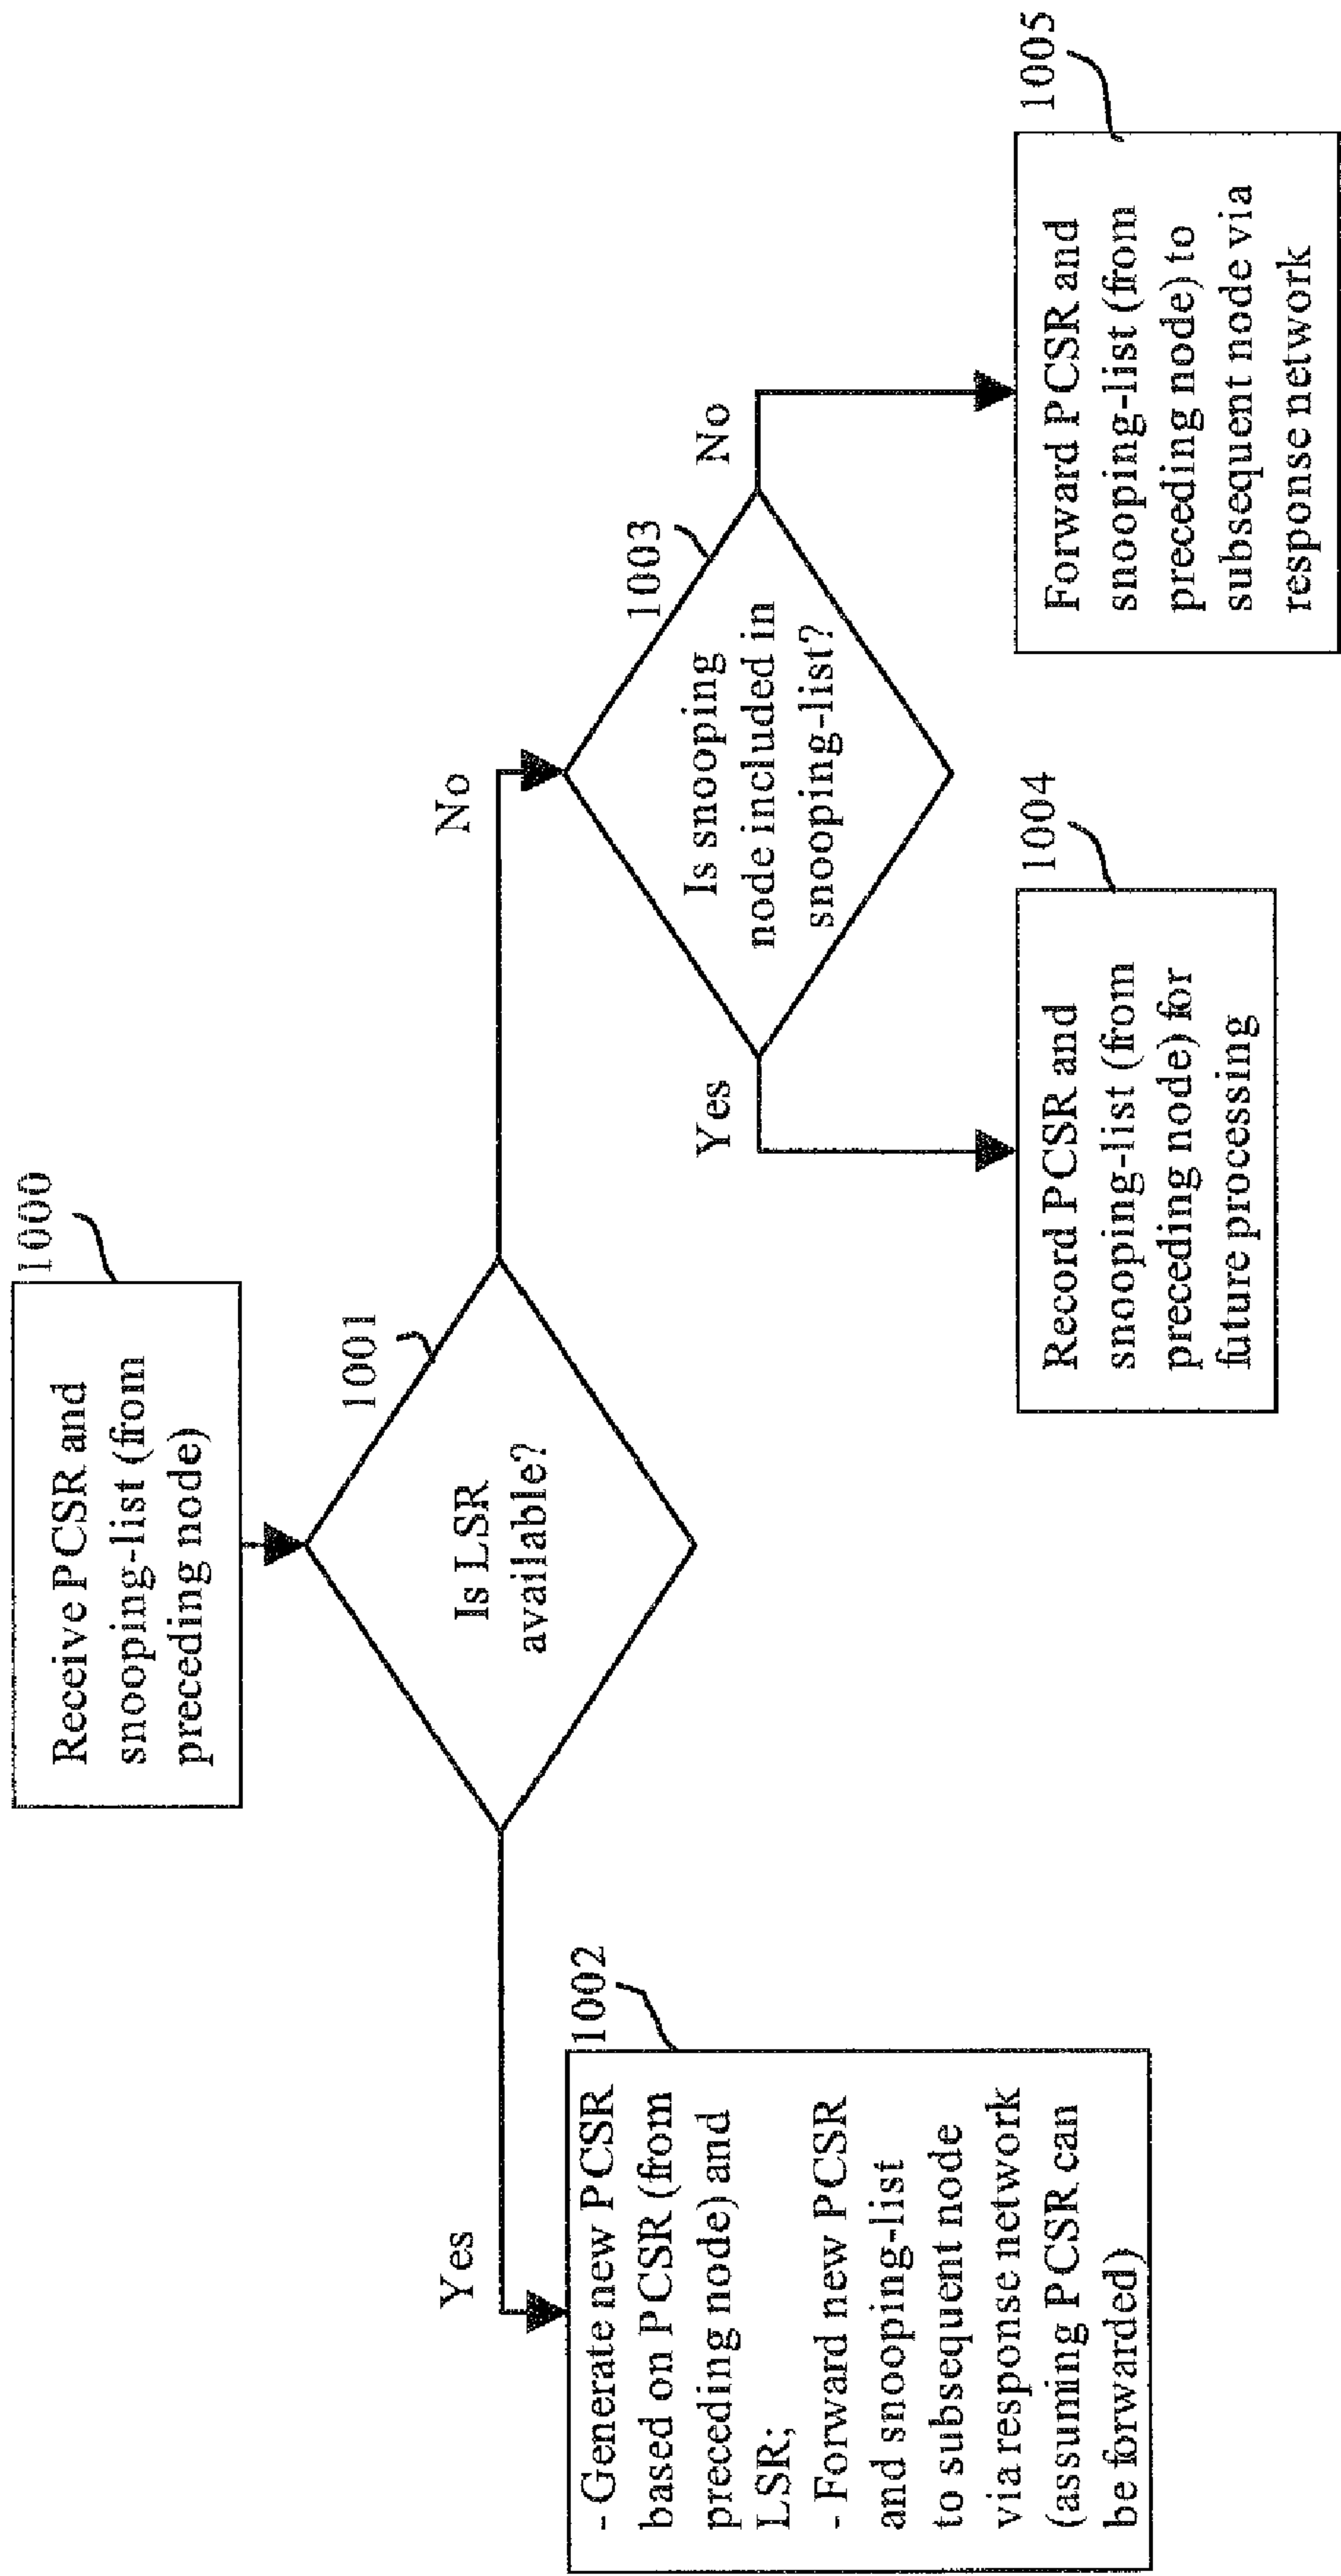 1000
Receive PCSR and
snooping-list (from
preceding node)
1001
Is LSR
available?
Yes
No
1002
- Generate new PCSR
based on PCSR (from
preceding node) and
LSR;
- Forward new PCSR
and snooping-list
to subsequent node
via response network
(assuming PCSR can
be forwarded)
1003
Is snooping
node included in
snooping-list?
Yes
No
1004
Record PCSR and
snooping-list (from
preceding node) for
future processing
1005
Forward PCSR and
snooping-list (from
preceding node) to
subsequent node via
response network